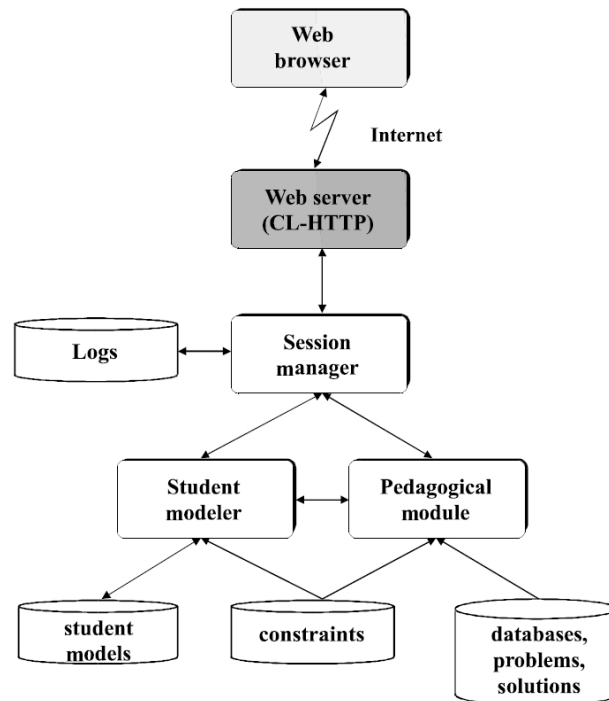 Web
browser
Internet
Web server
(CL-HTTP)
Logs
Session
manager
Student
modeler
Pedagogical
module
student
models
constraints
databases,
problems,
solutions